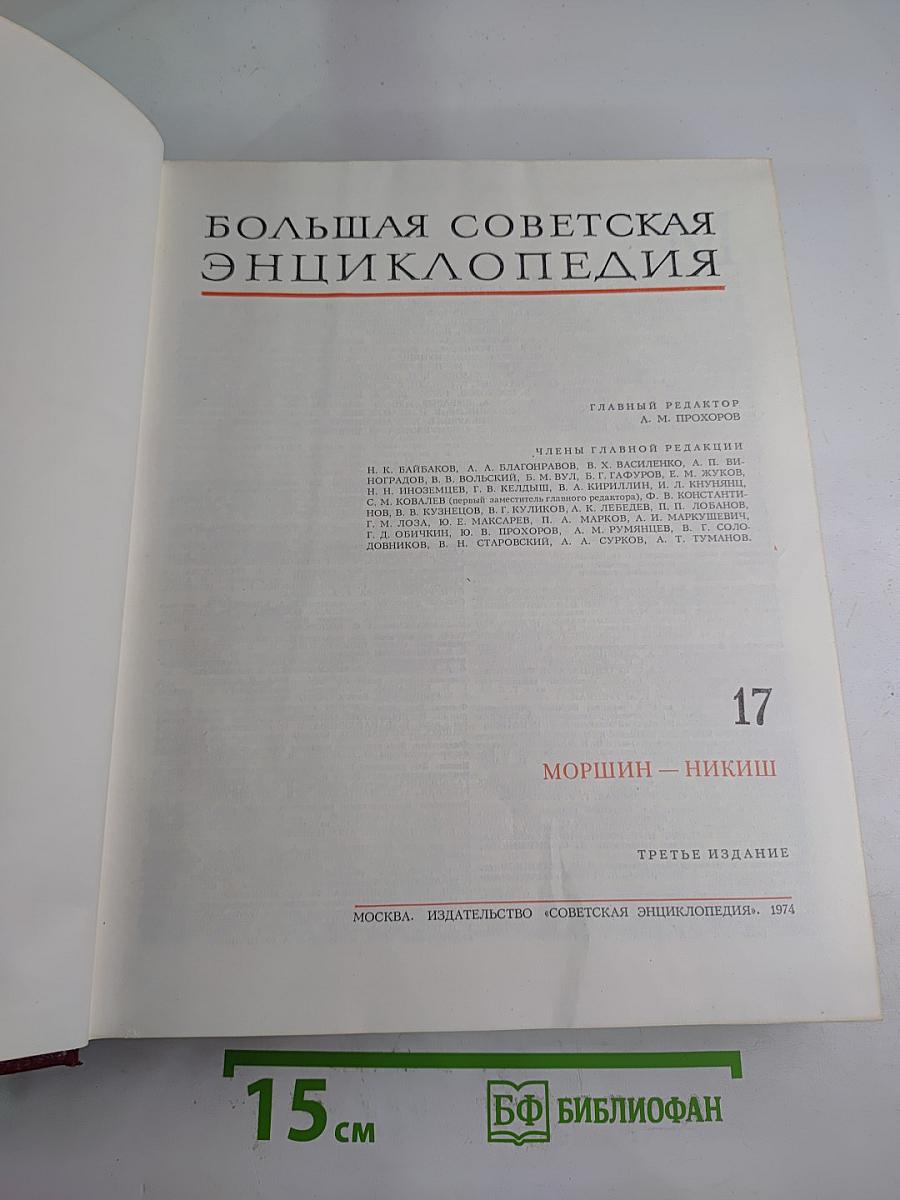 БОЛЬШАЯ СОВЕТСКАЯ
ЭНЦИКЛОПЕДИЯ
ГЛАВНЫЙ РЕДАКТОР
А. М. ПРОХОРОВ
ЧЛЕНЫ ГЛАВНОЙ РЕДАКЦИИ
Н. К. БАЙБАКОВ, А. А. БЛАГОНРАВОВ, В. Х. ВАСИЛЕНКО, А. П. ВИ-
НОГРАДОВ, В. В. ВОЛЬСКИЙ, Б. М. ВУЛ, Б. Г. ГАФУРОВ, Е. М. ЖУКОВ,
Н. Н. ИНОЗЕМЦЕВ, Г. В. КЕЛДЫШ, В. А. КИРИЛЛИН, И. Л. КНУНЯНЦ,
С. М. КОВАЛЕВ (первый заместитель главного редактора), Ф. В. КОНСТАНТИ-
НОВ, В. В. КУЗНЕЦОВ, В. Г. КУЛИКОВ, А. К. ЛЕБЕДЕВ, П. П. ЛОБАНОВ,
Г. М. ЛОЗА, Ю. Е. МАКСАРЕВ, П. А. МАРКОВ, А. И. МАРКУШЕВИЧ,
Г. Д. ОБИЧКИН, Ю. В. ПРОХОРОВ, А. М. РУМЯНЦЕВ, В. Г. СОЛО-
ДОВНИКОВ, В. Н. СТАРОВСКИЙ, А. А. СУРКОВ, А. Т. ТУМАНОВ.
17
МОРШИН — НИКИШ
ТРЕТЬЕ ИЗДАНИЕ
МОСКВА. ИЗДАТЕЛЬСТВО «СОВЕТСКАЯ ЭНЦИКЛОПЕДИЯ». 1974
15 см
БФ БИБЛИОФАН